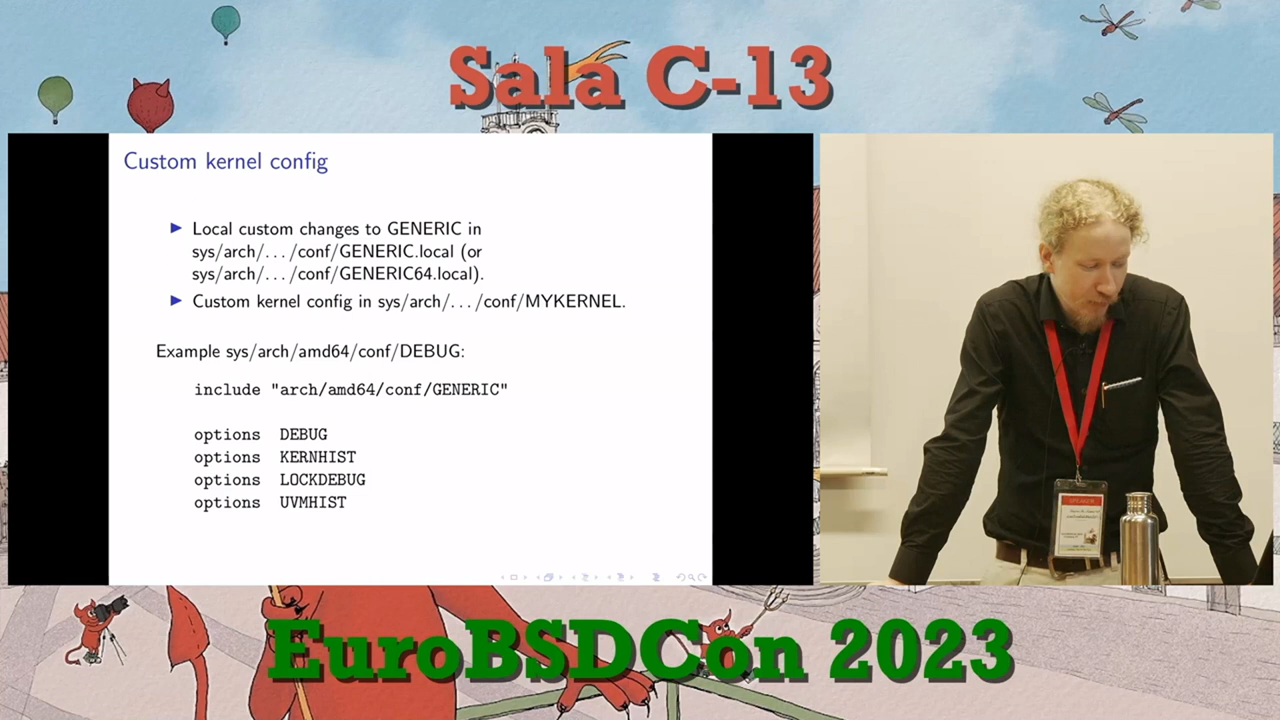 Sala C-13
Custom kernel config
▶ Local custom changes to GENERIC in
sys/arch/.../conf/GENERIC.local (or
sys/arch/.../conf/GENERIC64.local).
▶ Custom kernel config in sys/arch/.../conf/MYKERNEL.
Example sys/arch/amd64/conf/DEBUG:
include "arch/amd64/conf/GENERIC"
options DEBUG
options KERNHIST
options LOCKDEBUG
options UVMHIST
SPEAKER
EuroBSDCon 2023